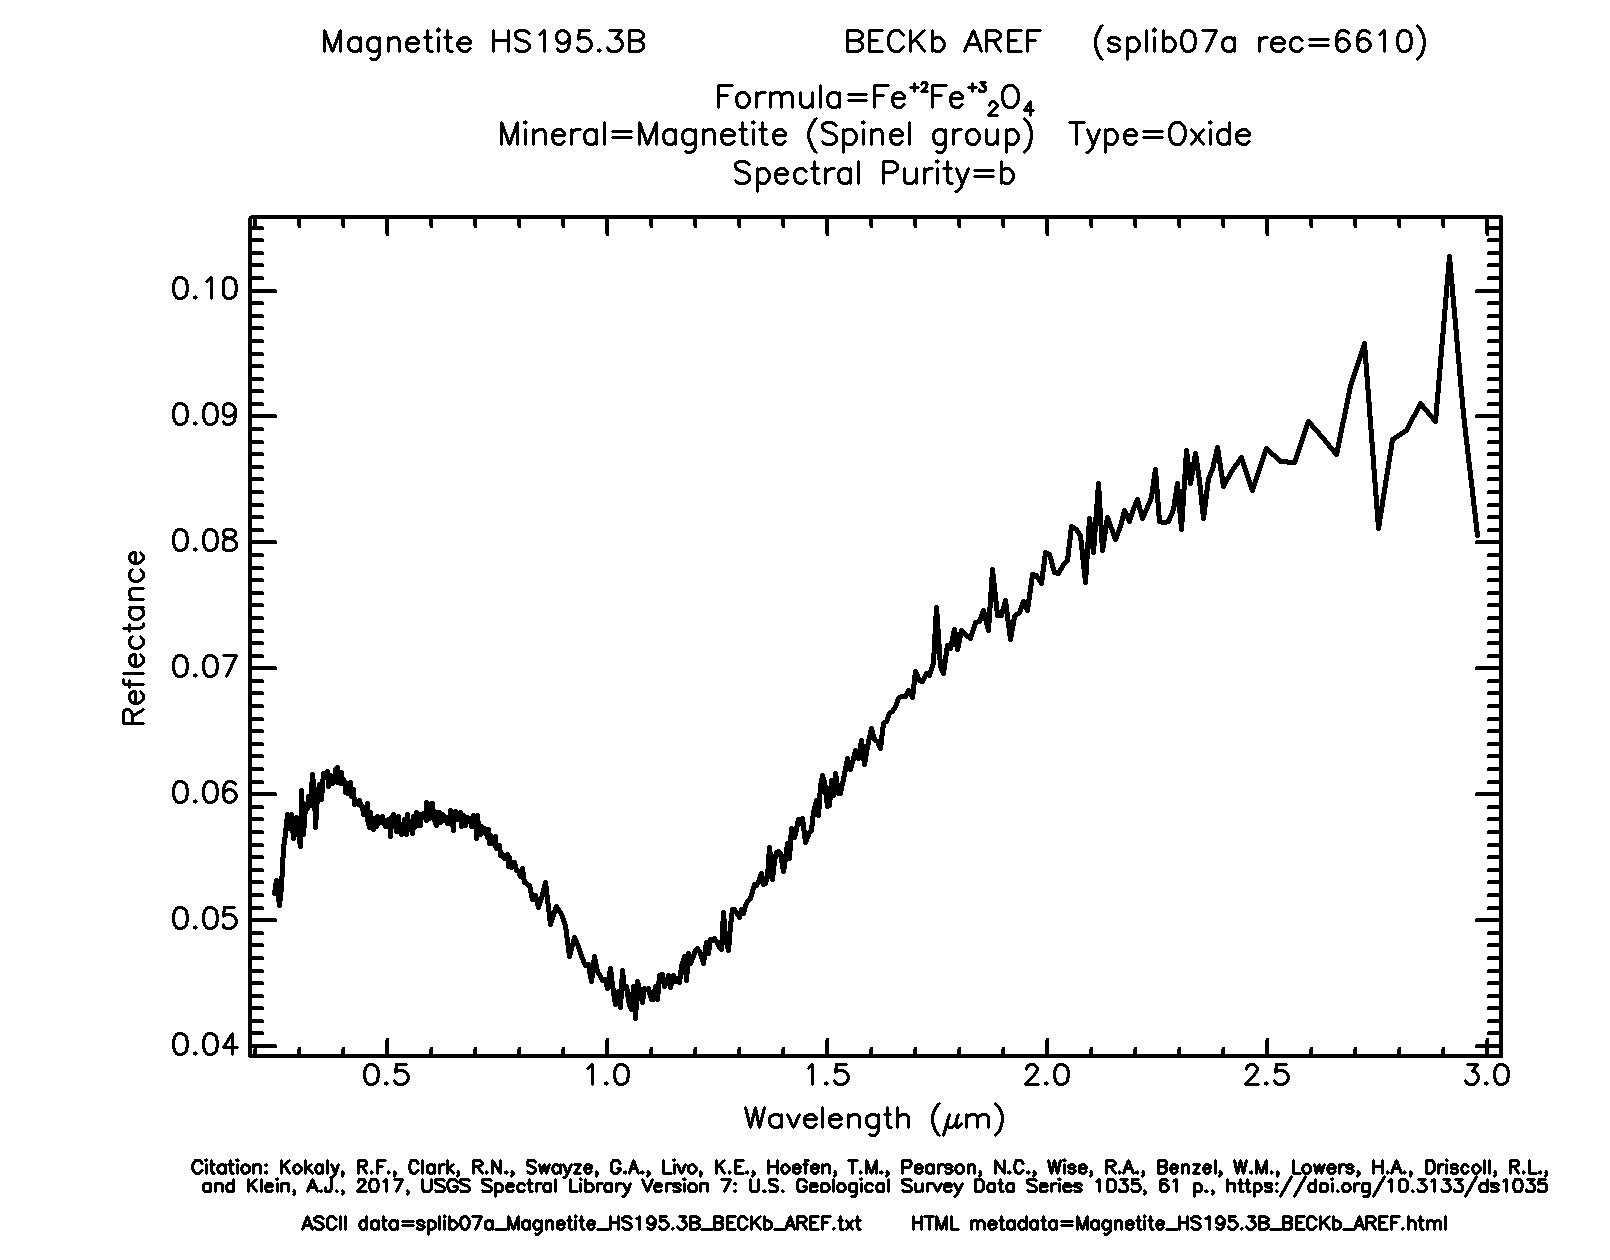 Magnetite HS195.3B BECKb AREF (splib07a rec=6610)
Formula=Fe⁺²Fe⁺³₂O₄
Mineral=Magnetite (Spinel group) Type=Oxide
Spectral Purity=b
0.10
0.09
0.08
0.07
0.06
0.05
0.04
Reflectance
0.5 1.0 1.5 2.0 2.5 3.0
Wavelength (μm)
Citation: Kokaly, R.F., Clark, R.N., Swayze, G.A., Livo, K.E., Hoefen, T.M., Pearson, N.C., Wise, R.A., Benzel, W.M., Lowers, H.A., Driscoll, R.L.,
and Klein, A.J., 2017, USGS Spectral Library Version 7: U.S. Geological Survey Data Series 1035, 61 p., https://doi.org/10.3133/ds1035
ASCII data=splib07a_Magnetite_HS195.3B_BECKb_AREF.txt HTML metadata=Magnetite_HS195.3B_BECKb_AREF.html